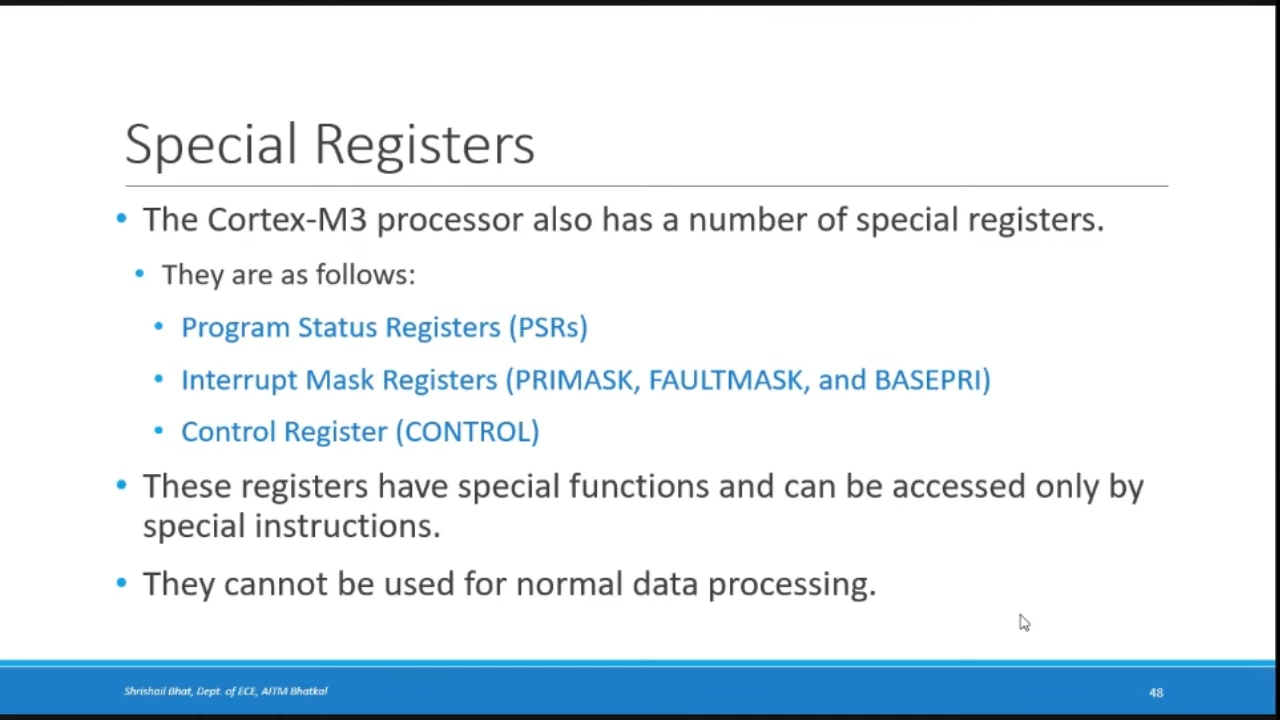 Special Registers
• The Cortex-M3 processor also has a number of special registers.
• They are as follows:
• Program Status Registers (PSRs)
• Interrupt Mask Registers (PRIMASK, FAULTMASK, and BASEPRI)
• Control Register (CONTROL)
• These registers have special functions and can be accessed only by
special instructions.
• They cannot be used for normal data processing.
Shrishail Bhat, Dept. of ECE, AITM Bhatkal
48